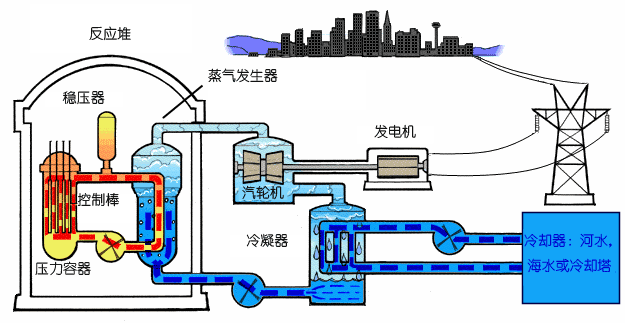 反应堆
蒸气发生器
稳压器
发电机
控制棒
汽轮机
冷凝器
冷却器：河水，
海水或冷却塔
压力容器